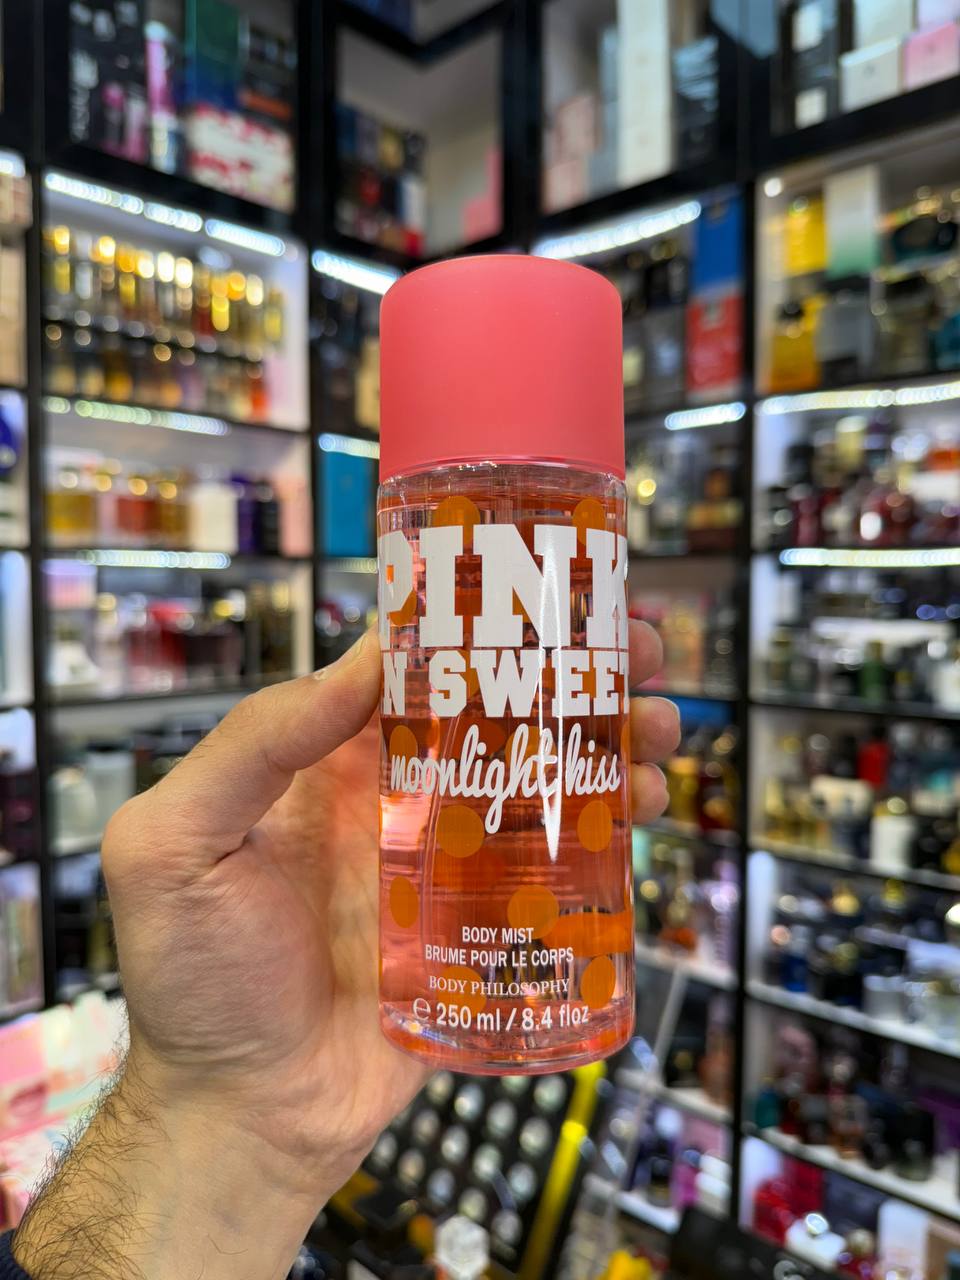 PINK
N SWEET
moonlight kiss
BODY MIST
BRUME POUR LE CORPS
BODY PHILOSOPHY
℮ 250 ml / 8.4 floz